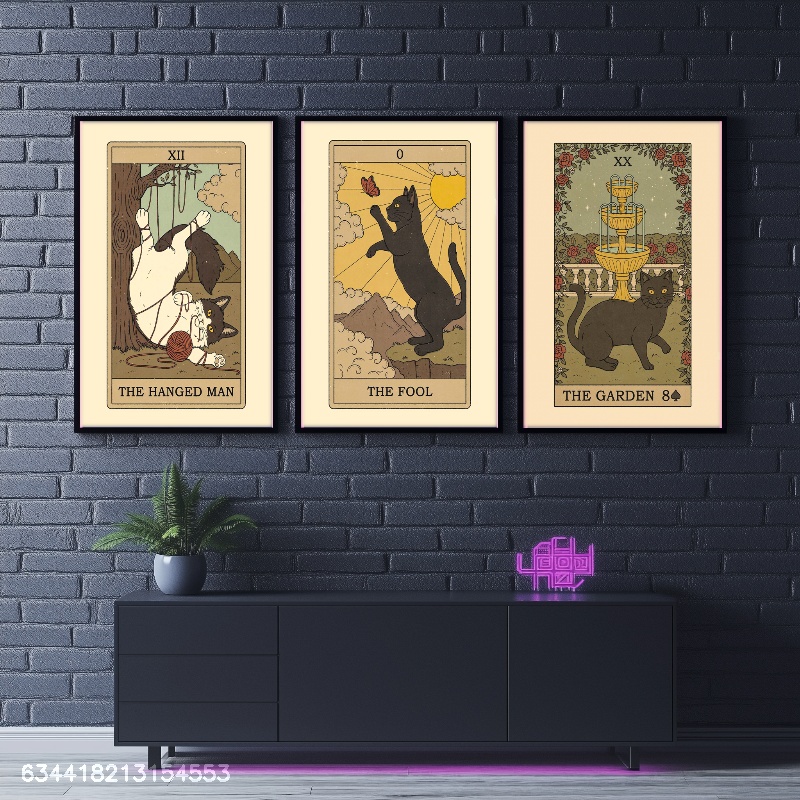 XII
THE HANGED MAN
0
THE FOOL
XX
THE GARDEN 8♠
634418213154553